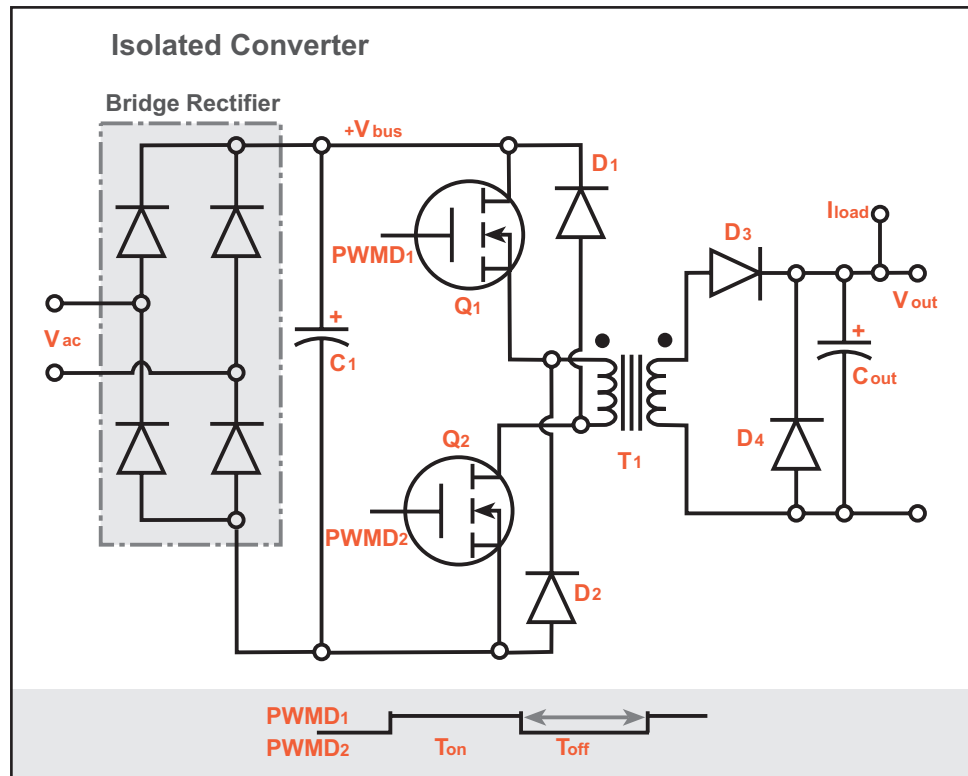 Isolated Converter
Bridge Rectifier
+Vbus
D1
PWMD1
Q1
D3
Iload
Vout
Vac
+
C1
+
Cout
Q2
D4
T1
PWMD2
D2
PWMD1
PWMD2
Ton
Toff